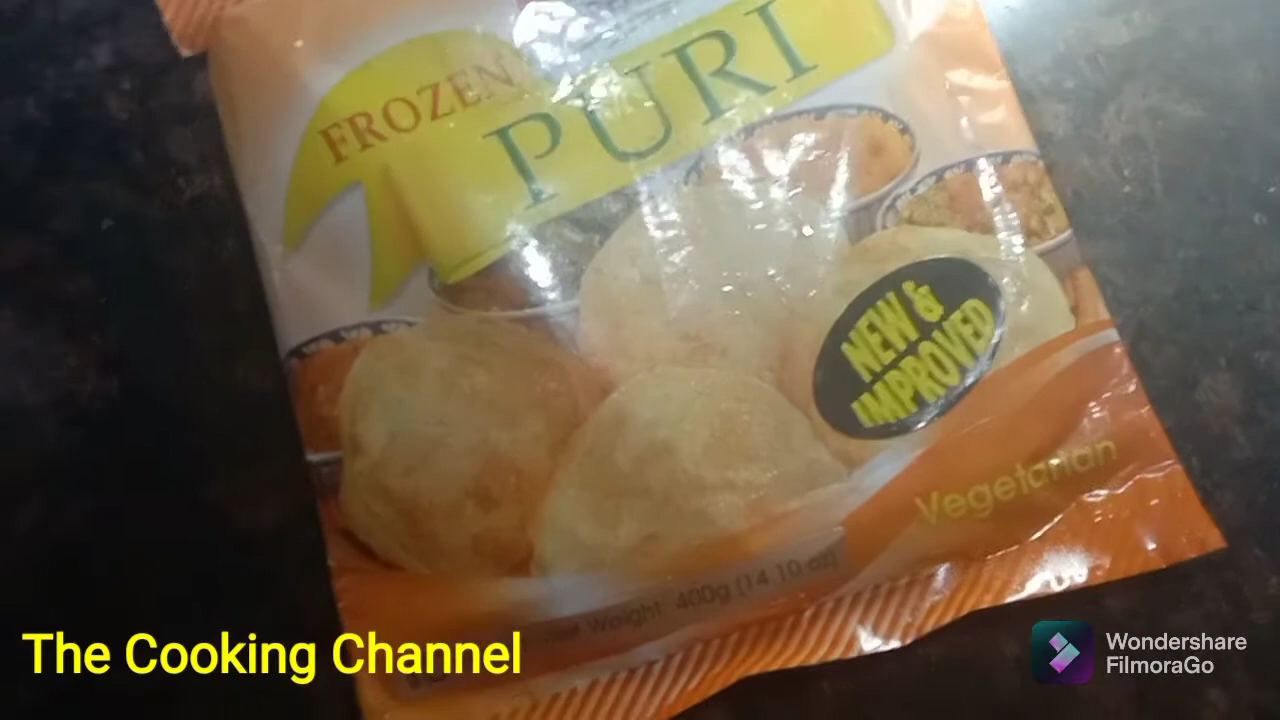 FROZEN
PURI
NEW &
IMPROVED
Vegetarian
Weight 400g (14.10 oz)
The Cooking Channel
Wondershare
FilmoraGo